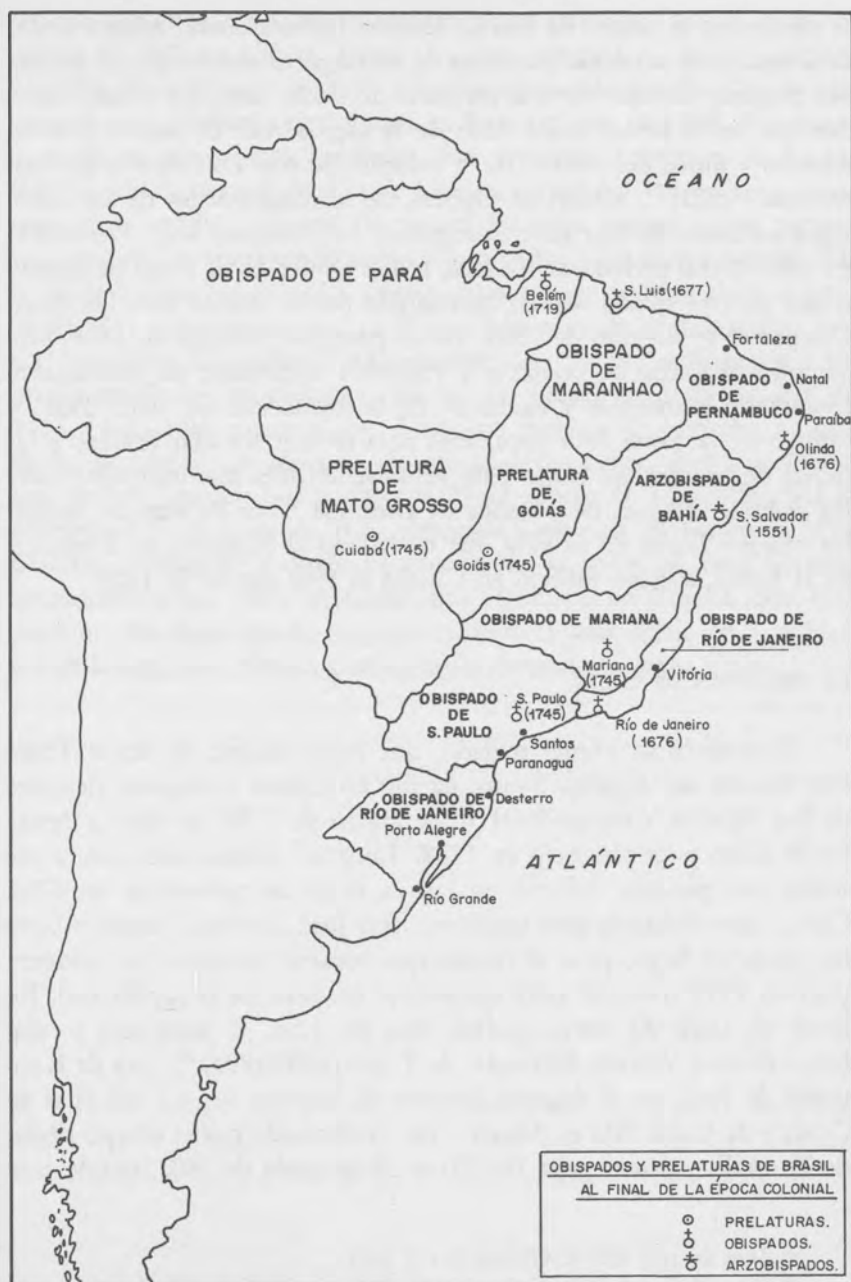 OCÉANO
OBISPADO DE PARÁ
Belém
(1719)
S. Luis (1677)
Fortaleza
OBISPADO
DE
MARANHAO
OBISPADO
DE
PERNAMBUCO
Natal
Paraíba
Olinda
(1676)
PRELATURA
DE
MATO GROSSO
PRELATURA
DE
GOIÁS
ARZOBISPADO
DE
BAHÍA
S. Salvador
(1551)
Cuiabá (1745)
Goiás (1745)
OBISPADO DE MARIANA
OBISPADO DE
RÍO DE JANEIRO
Mariana
(1745)
Vitória
OBISPADO
DE
S. PAULO
S. Paulo
(1745)
Río de Janeiro
(1676)
Santos
Paranaguá
OBISPADO DE
RÍO DE JANEIRO
Desterro
Porto Alegre
ATLÁNTICO
Río Grande
OBISPADOS Y PRELATURAS DE BRASIL
AL FINAL DE LA ÉPOCA COLONIAL
PRELATURAS.
OBISPADOS.
ARZOBISPADOS.